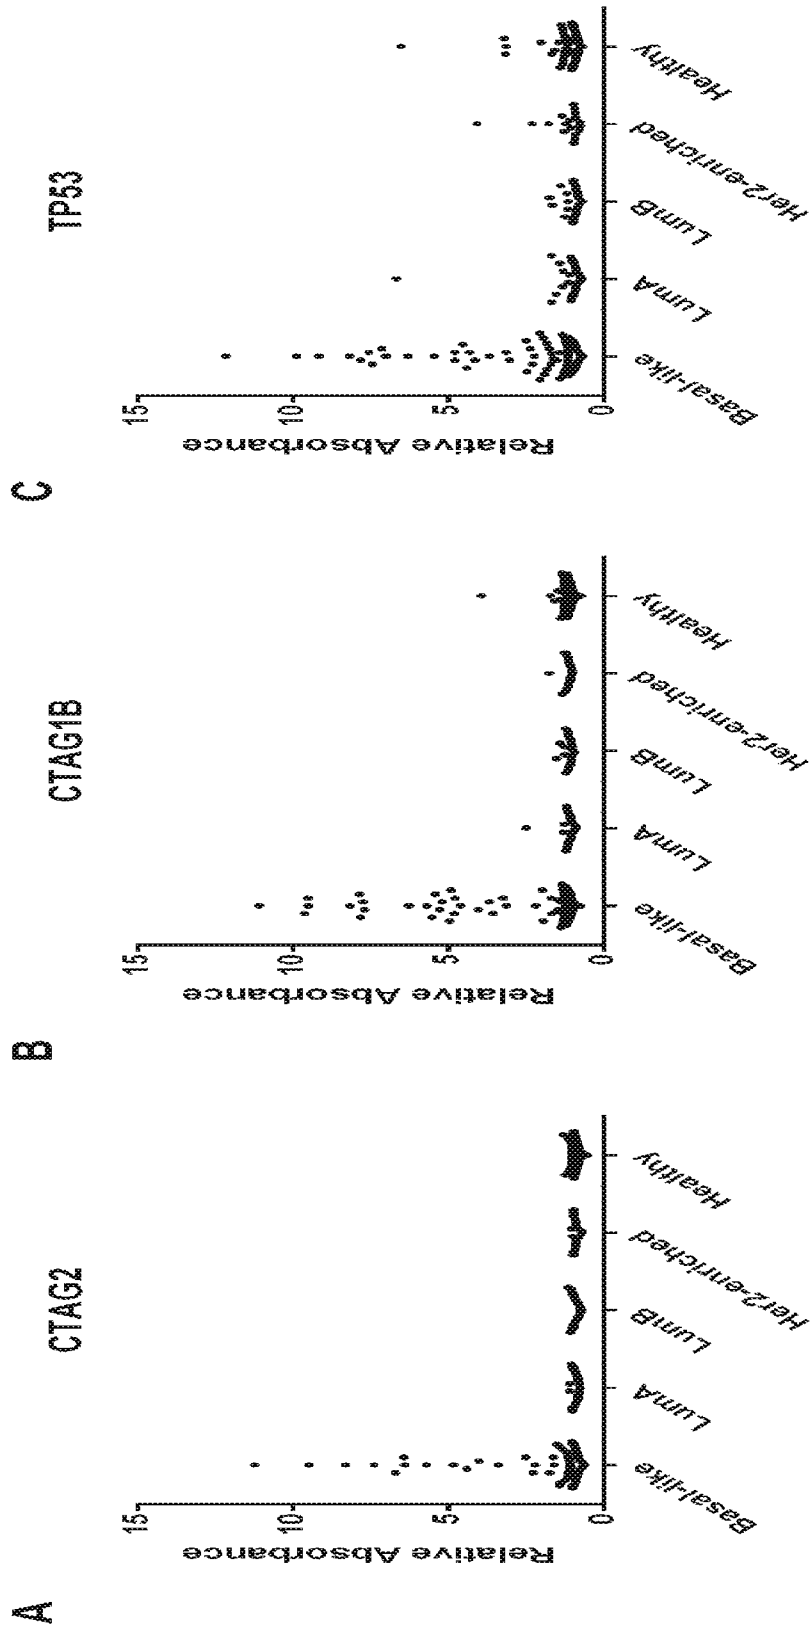 A
CTAG2
Relative Absorbance
15
10
5
0
Basal-like
LumA
LumB
Her2-enriched
Healthy
B
CTAG1B
Relative Absorbance
15
10
5
0
Basal-like
LumA
LumB
Her2-enriched
Healthy
C
TP53
Relative Absorbance
15
10
5
0
Basal-like
LumA
LumB
Her2-enriched
Healthy